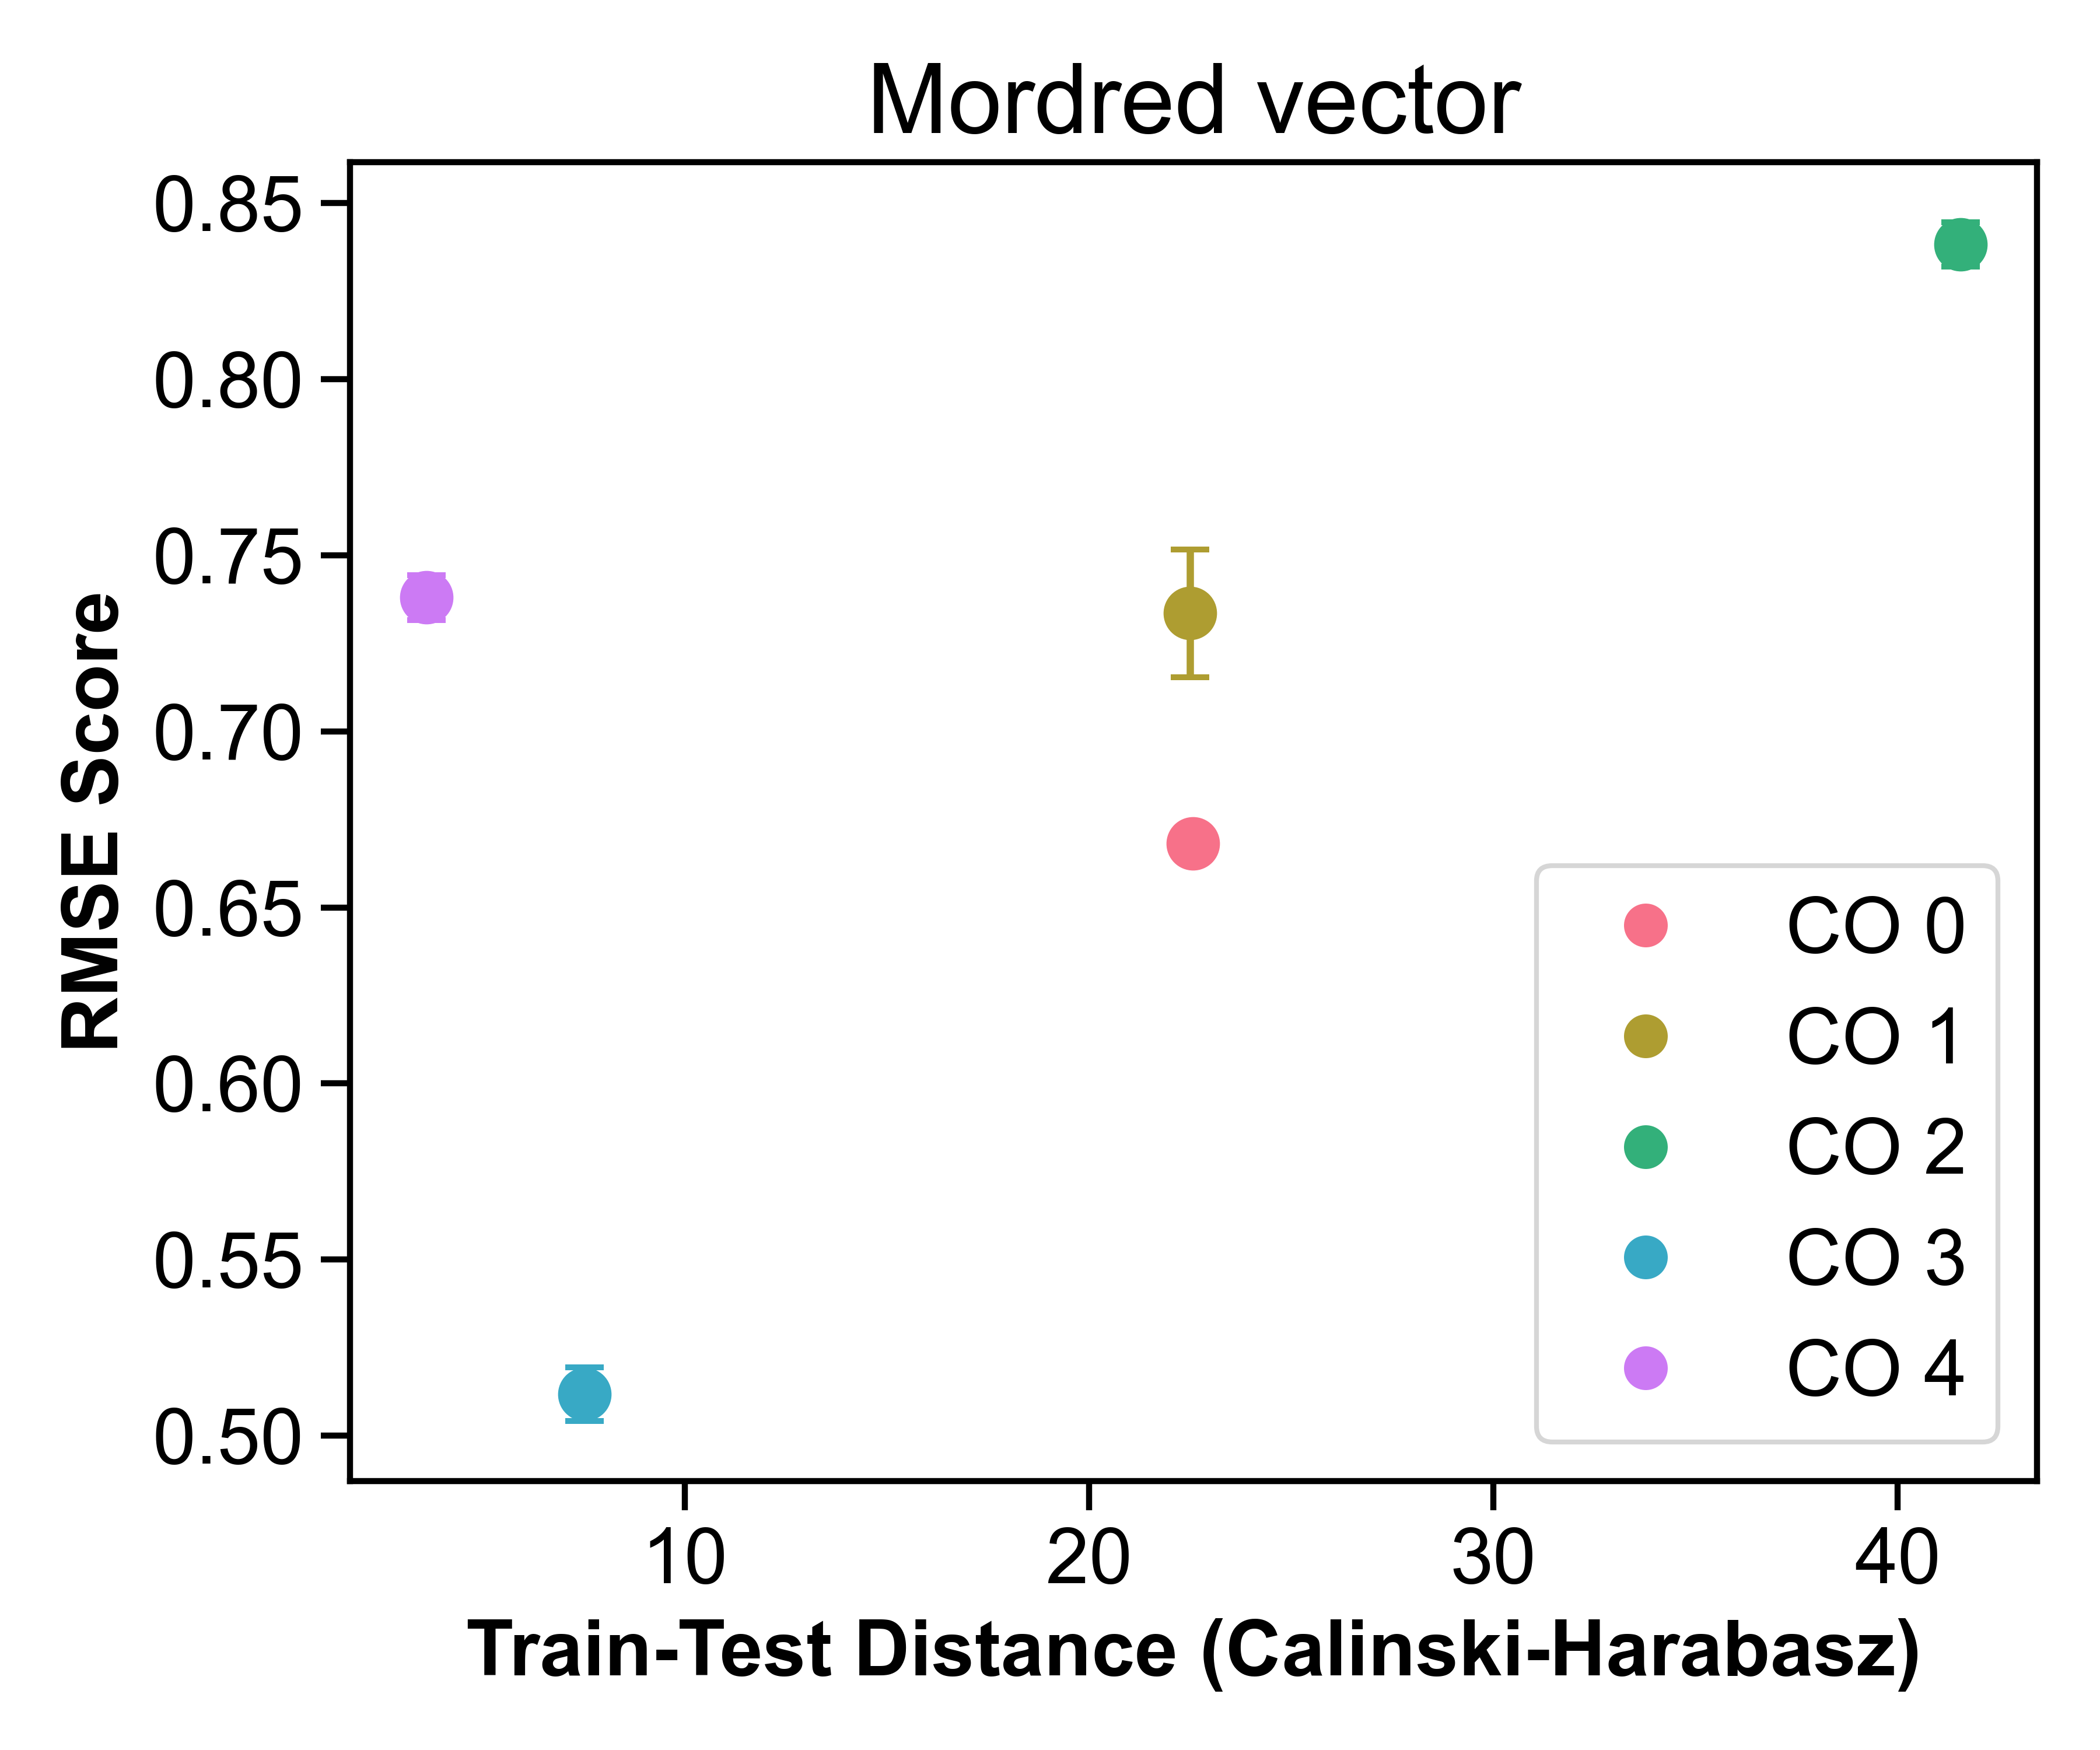 Mordred vector
0.85
0.80
0.75
0.70
0.65
0.60
0.55
0.50
RMSE Score
CO 0
CO 1
CO 2
CO 3
CO 4
10 20 30 40
Train-Test Distance (Calinski-Harabasz)